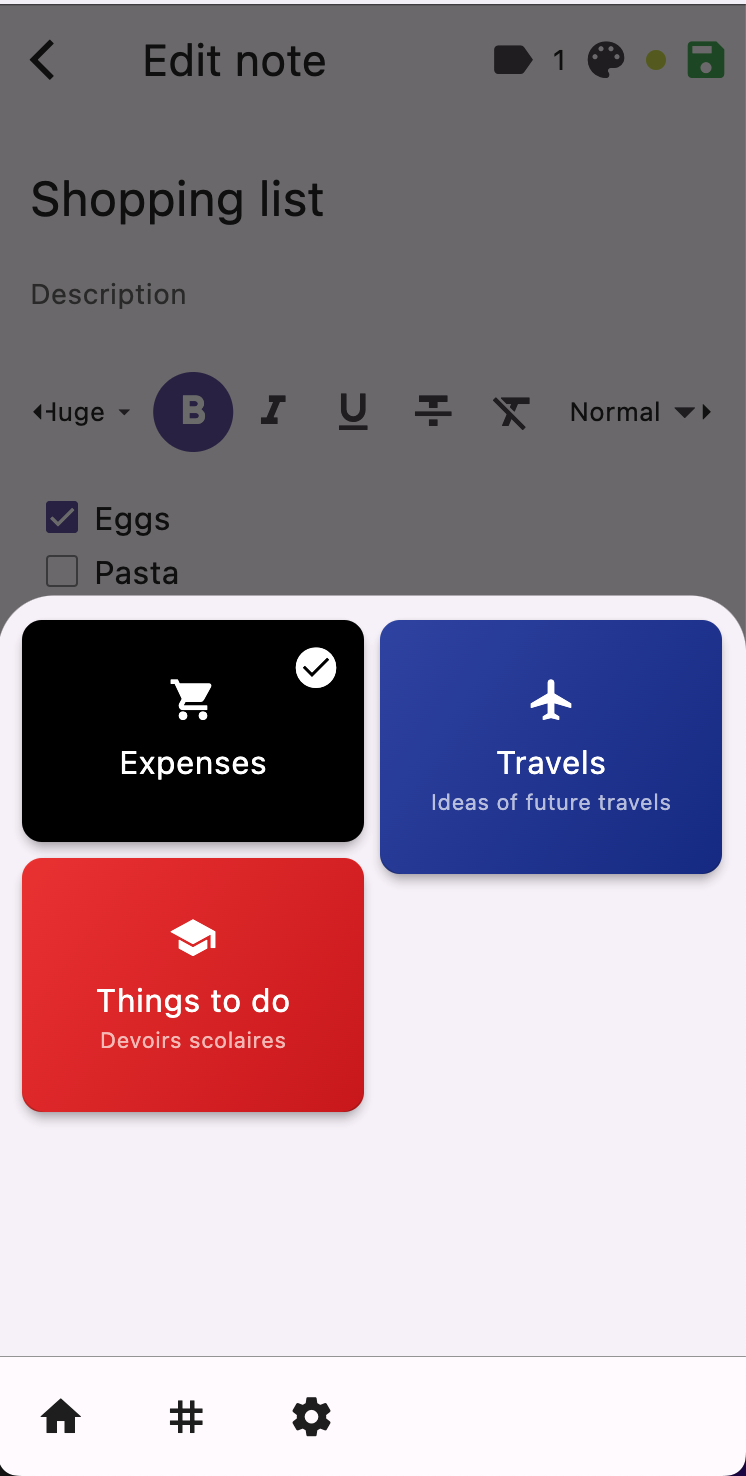 Edit note
1
Shopping list
Description
Huge
B I U T Normal
Eggs
Pasta
Expenses
Travels
Ideas of future travels
Things to do
Devoirs scolaires